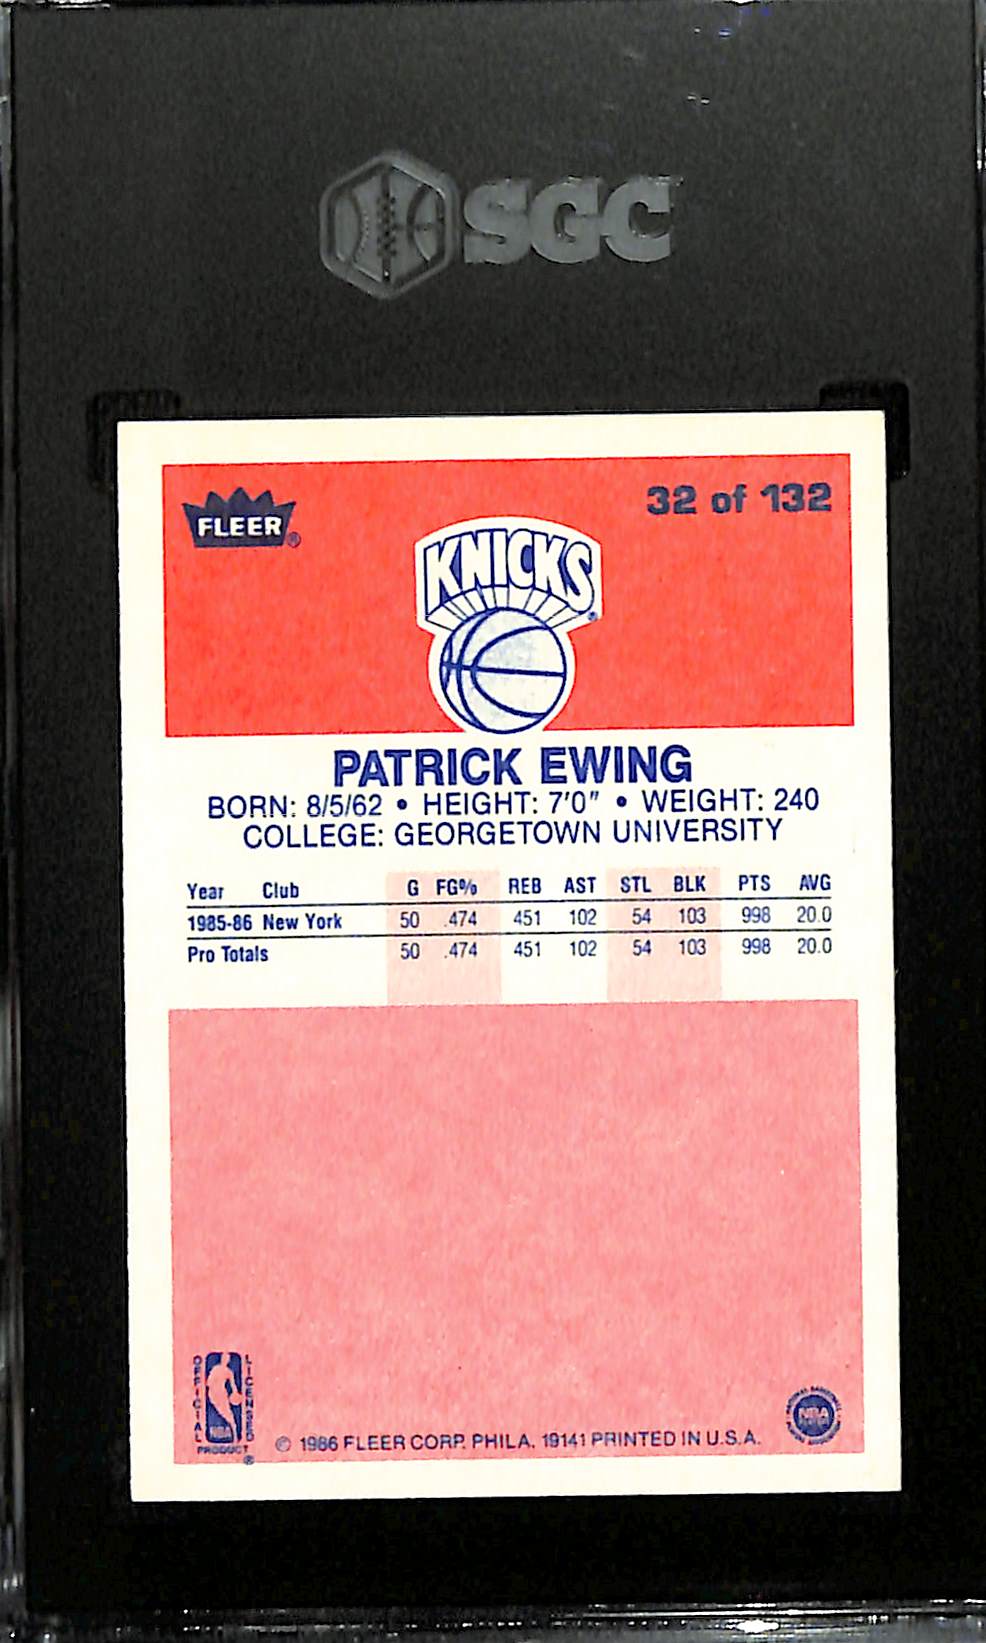 SGC
FLEER®
32 of 132
KNICKS®
PATRICK EWING
BORN: 8/5/62 • HEIGHT: 7'0" • WEIGHT: 240
COLLEGE: GEORGETOWN UNIVERSITY
Year Club G FG% REB AST STL BLK PTS AVG
1985-86 New York 50 .474 451 102 54 103 998 20.0
Pro Totals 50 .474 451 102 54 103 998 20.0
OFFICIAL
LICENSED
NBA
PRODUCT
®
© 1986 FLEER CORP. PHILA. 19141 PRINTED IN U.S.A.
NBA